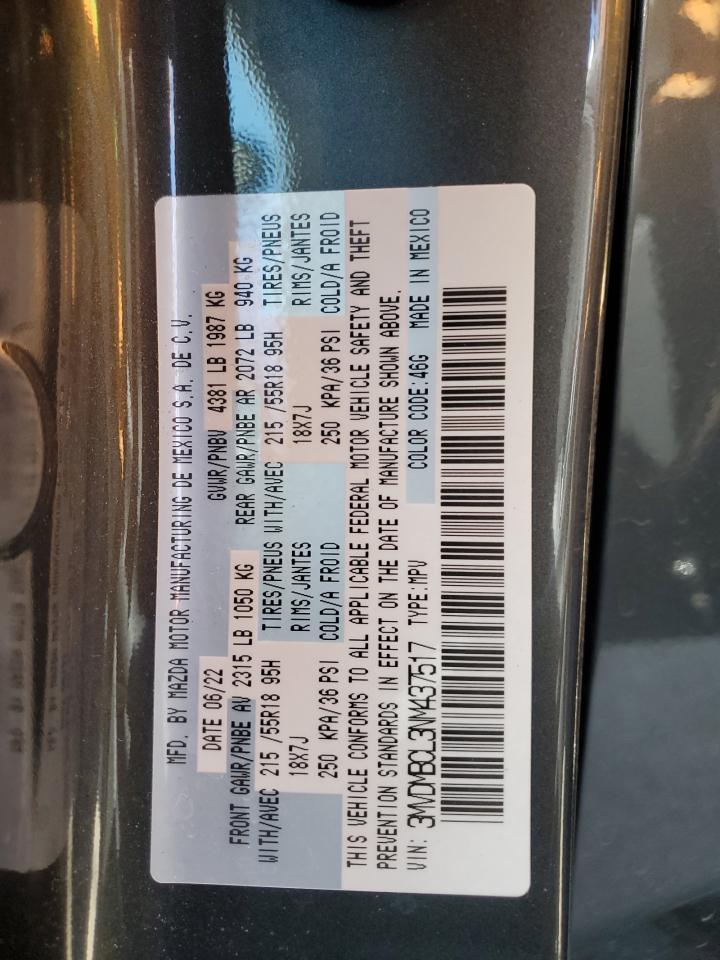 MFD. BY MAZDA MOTOR MANUFACTURING DE MEXICO S.A. DE C.V.
DATE 06/22 GVWR/PNBV 4381 LB 1987 KG
FRONT GAWR/PNBE AV 2315 LB 1050 KG REAR GAWR/PNBE AR 2072 LB 940 KG
WITH/AVEC 215 /55R18 95H TIRES/PNEUS WITH/AVEC 215 /55R18 95H TIRES/PNEUS
18X7J RIMS/JANTES 18X7J RIMS/JANTES
250 KPA/36 PSI COLD/A FROID 250 KPA/36 PSI COLD/A FROID
THIS VEHICLE CONFORMS TO ALL APPLICABLE FEDERAL MOTOR VEHICLE SAFETY AND THEFT
PREVENTION STANDARDS IN EFFECT ON THE DATE OF MANUFACTURE SHOWN ABOVE.
VIN: 3MVDMBCL3NM437517 TYPE:MPV COLOR CODE:46G MADE IN MEXICO